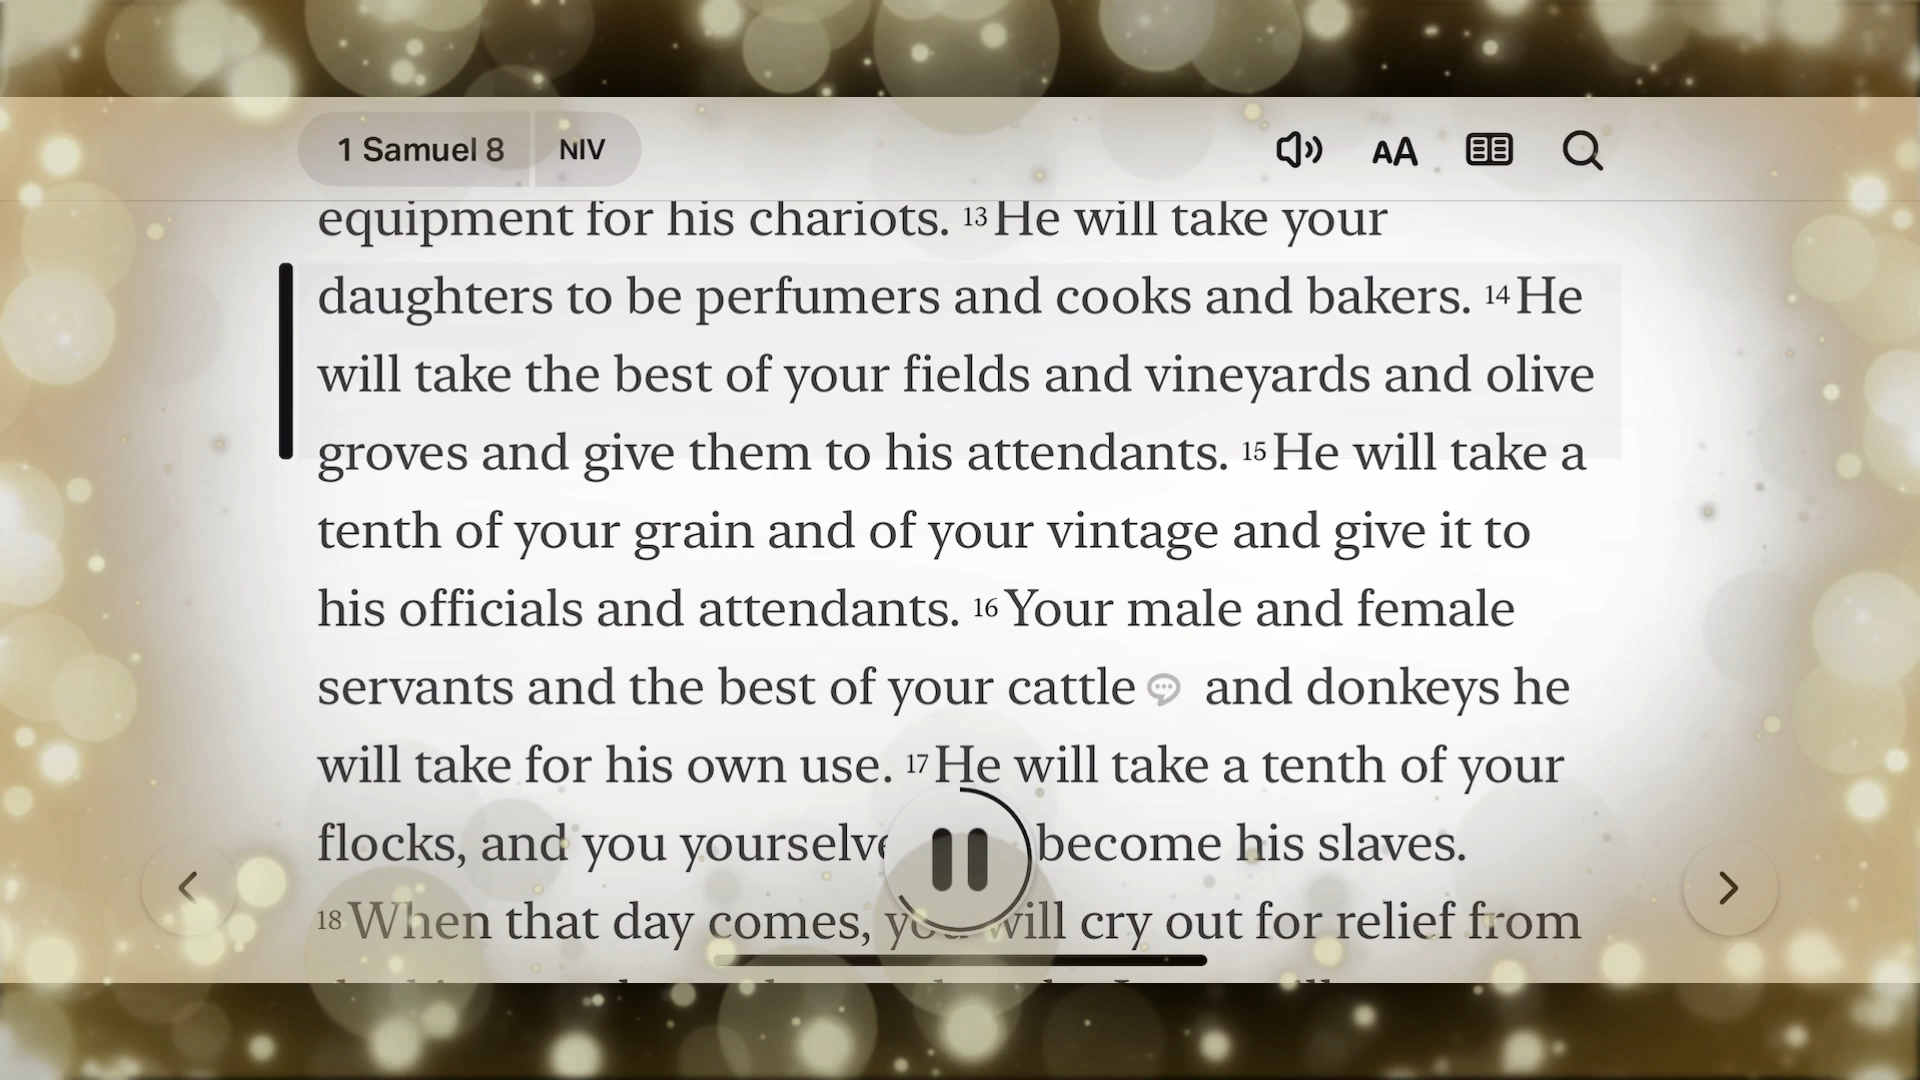 1 Samuel 8 NIV AA
equipment for his chariots. 13 He will take your
daughters to be perfumers and cooks and bakers. 14 He
will take the best of your fields and vineyards and olive
groves and give them to his attendants. 15 He will take a
tenth of your grain and of your vintage and give it to
his officials and attendants. 16 Your male and female
servants and the best of your cattle and donkeys he
will take for his own use. 17 He will take a tenth of your
flocks, and you become his slaves.
18 When that day comes, you will cry out for relief from